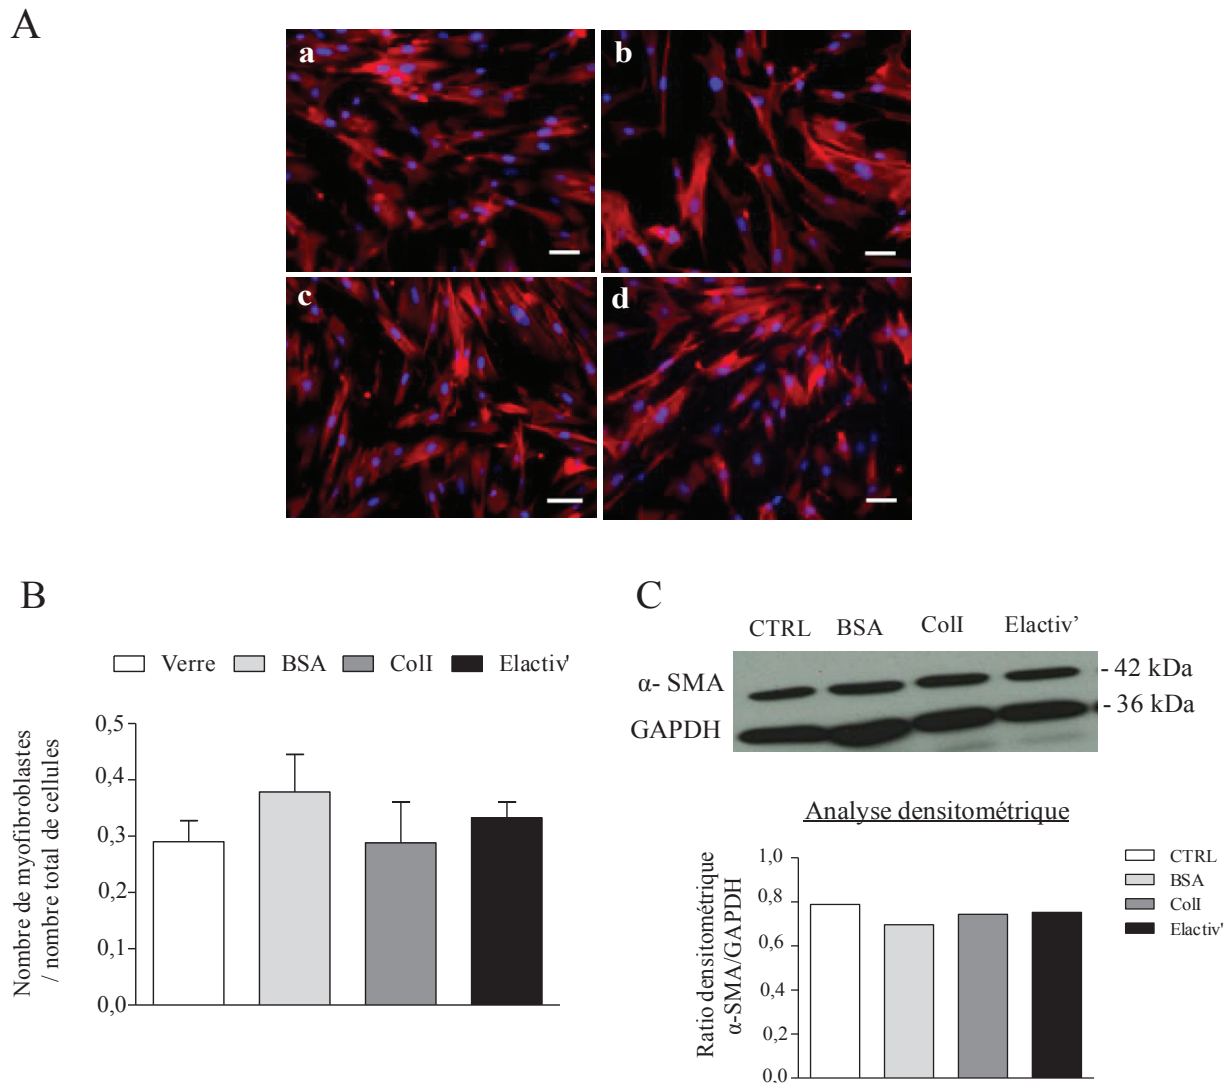 A
a
b
c
d
B
Verre BSA ColI Elactiv'
Nombre de myofibroblastes
/ nombre total de cellules
0,5
0,4
0,3
0,2
0,1
0,0
C
CTRL BSA ColI Elactiv’
α- SMA
GAPDH
- 42 kDa
- 36 kDa
Analyse densitométrique
Ratio densitométrique
α-SMA/GAPDH
1,0
0,8
0,6
0,4
0,2
0,0
CTRL
BSA
ColI
Elactiv'